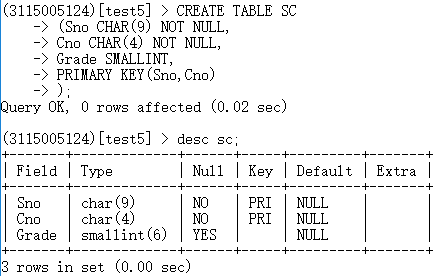 (3115005124)[test5] > CREATE TABLE SC
    -> (Sno CHAR(9) NOT NULL,
    -> Cno CHAR(4) NOT NULL,
    -> Grade SMALLINT,
    -> PRIMARY KEY(Sno,Cno)
    -> );
Query OK, 0 rows affected (0.02 sec)

(3115005124)[test5] > desc sc;
+-------+-------------+------+-----+---------+-------+
| Field | Type        | Null | Key | Default | Extra |
+-------+-------------+------+-----+---------+-------+
| Sno   | char(9)     | NO   | PRI | NULL    |       |
| Cno   | char(4)     | NO   | PRI | NULL    |       |
| Grade | smallint(6) | YES  |     | NULL    |       |
+-------+-------------+------+-----+---------+-------+
3 rows in set (0.00 sec)